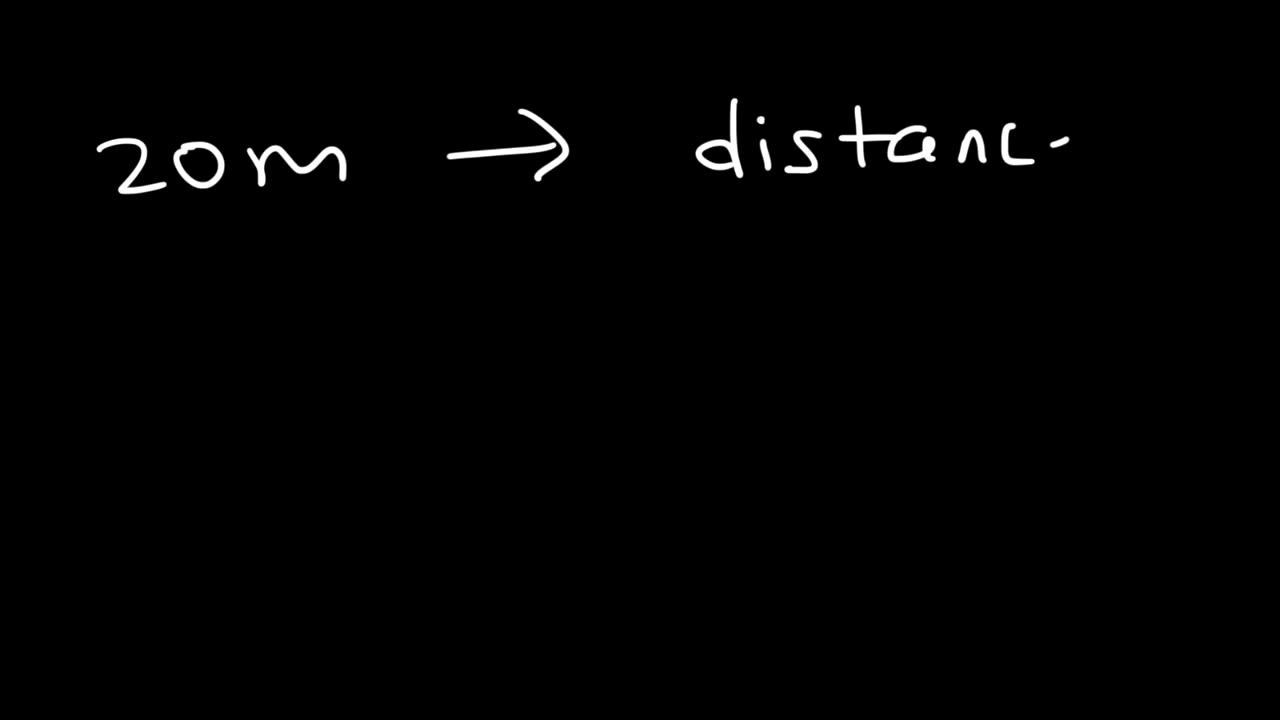 20m → distanc-